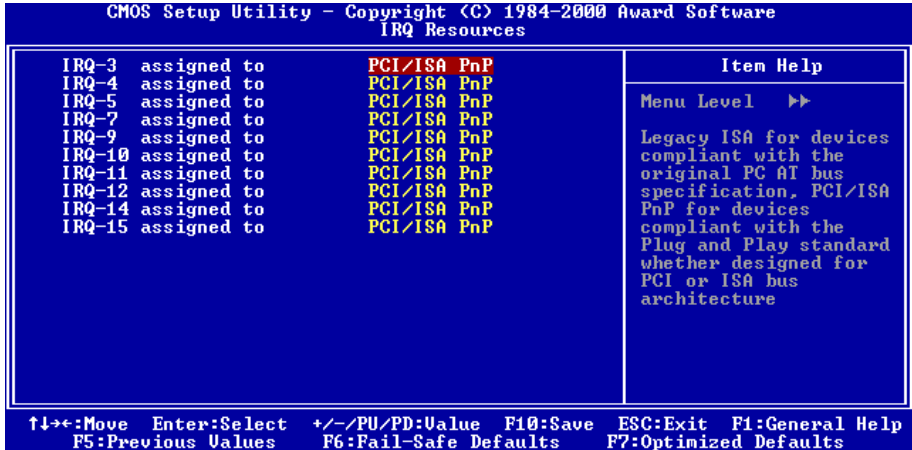 CMOS Setup Utility - Copyright (C) 1984-2000 Award Software
IRQ Resources
IRQ-3 assigned to PCI/ISA PnP
IRQ-4 assigned to PCI/ISA PnP
IRQ-5 assigned to PCI/ISA PnP
IRQ-7 assigned to PCI/ISA PnP
IRQ-9 assigned to PCI/ISA PnP
IRQ-10 assigned to PCI/ISA PnP
IRQ-11 assigned to PCI/ISA PnP
IRQ-12 assigned to PCI/ISA PnP
IRQ-14 assigned to PCI/ISA PnP
IRQ-15 assigned to PCI/ISA PnP
Item Help
Menu Level ▶▶
Legacy ISA for devices
compliant with the
original PC AT bus
specification, PCI/ISA
PnP for devices
compliant with the
Plug and Play standard
whether designed for
PCI or ISA bus
architecture
↑↓→←:Move Enter:Select +/-/PU/PD:Value F10:Save ESC:Exit F1:General Help
F5:Previous Values F6:Fail-Safe Defaults F7:Optimized Defaults